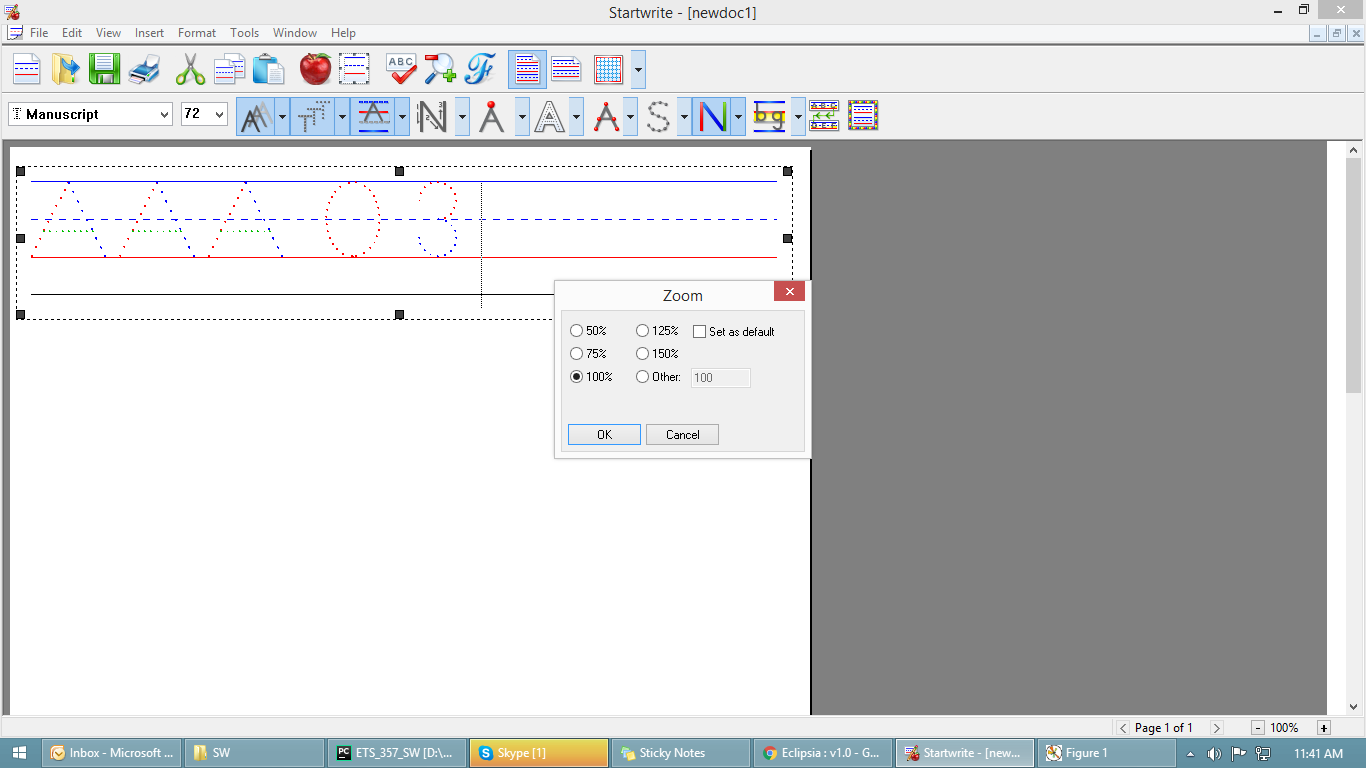 Startwrite - [newdoc1]
File Edit View Insert Format Tools Window Help
ABC
Manuscript 72
N A A A S N bg A-B-C D-E-F
A A A O 3
Zoom
50% 125% Set as default
75% 150%
100% Other: 100
OK Cancel
Page 1 of 1 100%
Inbox - Microsoft ... SW ETS_357_SW [D:\... Skype [1] Sticky Notes Eclipsia : v1.0 - G... Startwrite - [new... Figure 1 11:41 AM